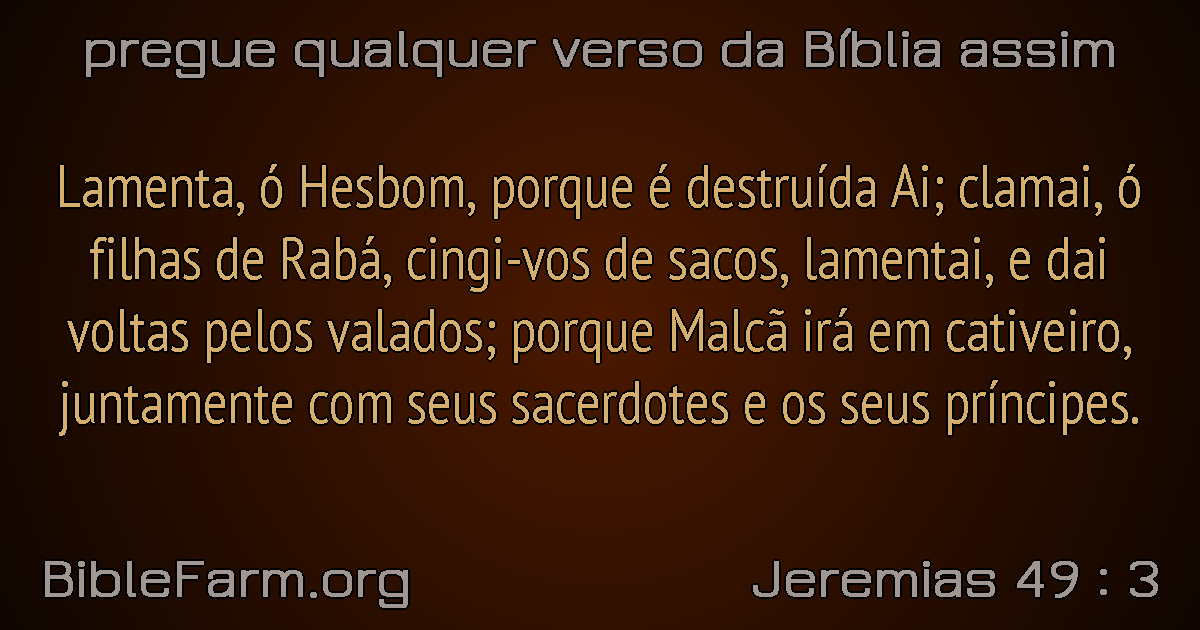 pregue qualquer verso da Bíblia assim
Lamenta, ó Hesbom, porque é destruída Ai; clamai, ó
filhas de Rabá, cingi-vos de sacos, lamentai, e dai
voltas pelos valados; porque Malcã irá em cativeiro,
juntamente com seus sacerdotes e os seus príncipes.
BibleFarm.org
Jeremias 49 : 3